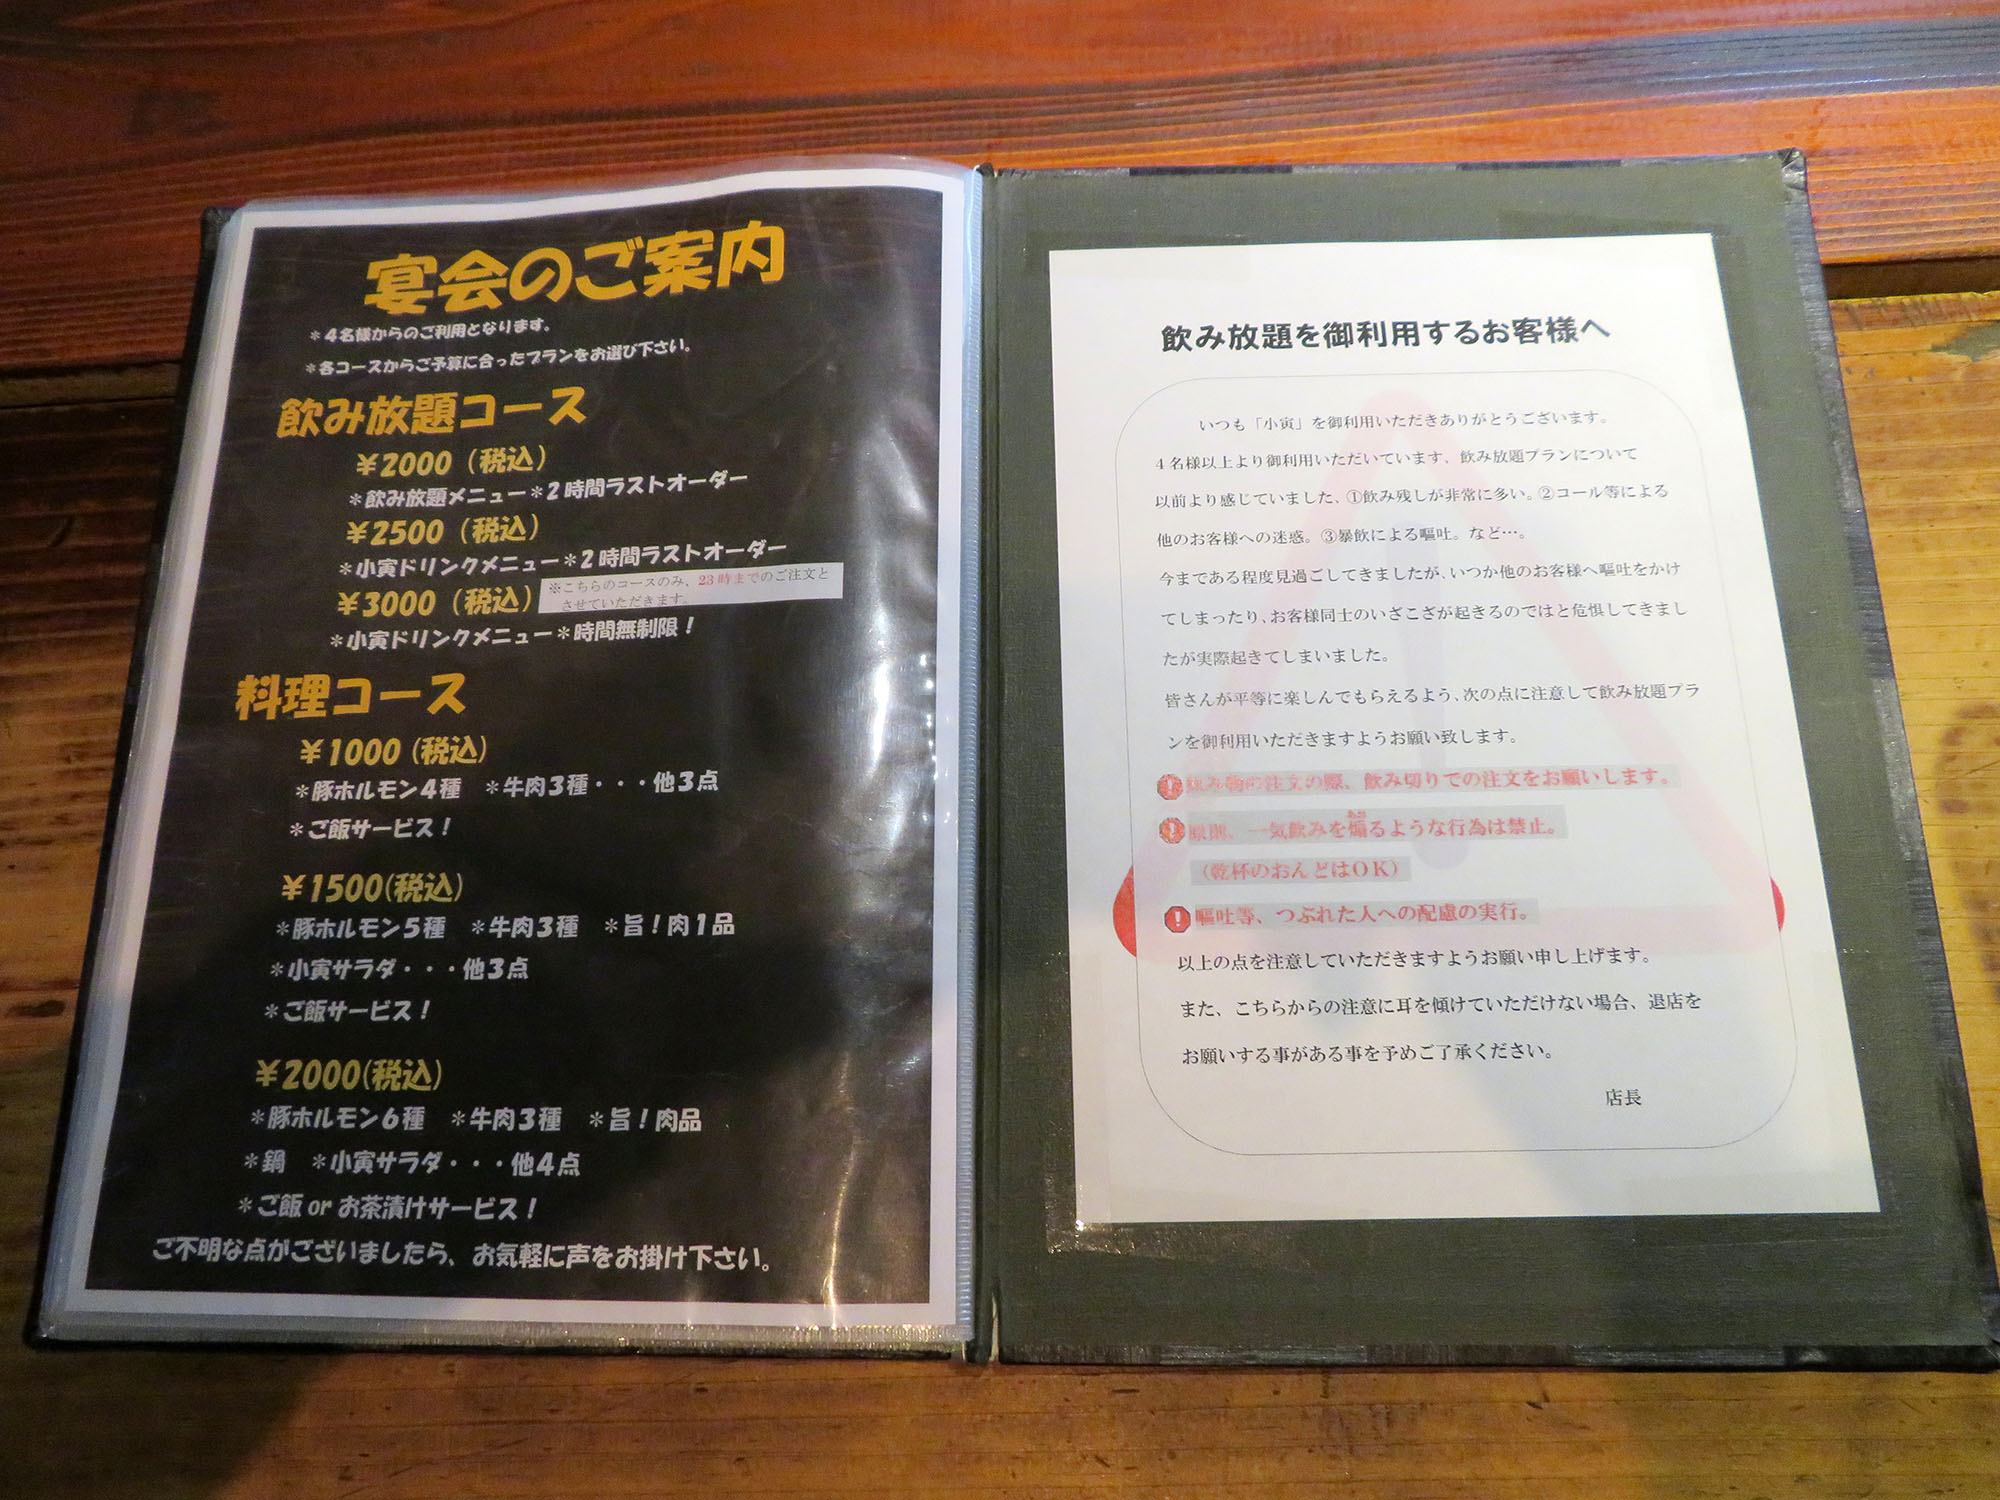 宴会のご案内
＊４名様からのご利用となります。
＊各コースからご予算に合ったプランをお選び下さい。
飲み放題コース
￥2000（税込）
＊飲み放題メニュー＊２時間ラストオーダー
￥2500（税込）
＊小寅ドリンクメニュー＊２時間ラストオーダー
￥3000（税込）
※こちらのコースのみ、23時までのご注文と
させていただきます。
＊小寅ドリンクメニュー＊時間無制限！
料理コース
￥1000（税込）
＊豚ホルモン４種　＊牛肉３種・・・他３点
＊ご飯サービス！
￥1500(税込)
＊豚ホルモン５種　＊牛肉３種　＊旨！肉１品
＊小寅サラダ・・・他３点
＊ご飯サービス！
￥2000(税込)
＊豚ホルモン６種　＊牛肉３種　＊旨！肉品
＊鍋　＊小寅サラダ・・・他４点
＊ご飯 or お茶漬けサービス！
ご不明な点がございましたら、お気軽に声をお掛け下さい。
飲み放題を御利用するお客様へ
いつも「小寅」を御利用いただきありがとうございます。
４名様以上より御利用いただいています、飲み放題プランについて
以前より感じていました、①飲み残しが非常に多い。②コール等による
他のお客様への迷惑。③暴飲による嘔吐。など…。
今まである程度見過ごしてきましたが、いつか他のお客様へ嘔吐をかけ
てしまったり、お客様同士のいざこざが起きるのではと危惧してきまし
たが実際起きてしまいました。
皆さんが平等に楽しんでもらえるよう、次の点に注意して飲み放題プラ
ンを御利用いただきますようお願い致します。
飲み物の注文の際、飲み切りでの注文をお願いします。
原則、一気飲みを煽るような行為は禁止。
（乾杯のおんどはＯＫ）
嘔吐等、つぶれた人への配慮の実行。
以上の点を注意していただきますようお願い申し上げます。
また、こちらからの注意に耳を傾けていただけない場合、退店を
お願いする事がある事を予めご了承ください。
店長